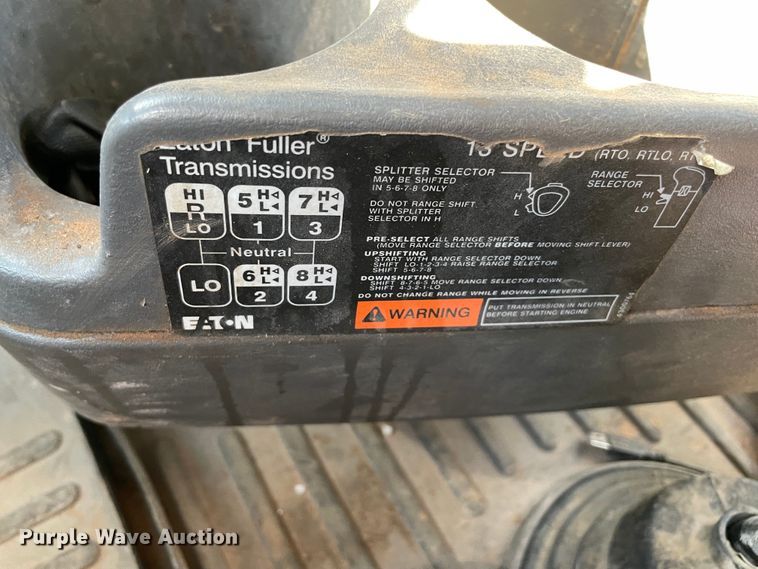 Eaton Fuller®
Transmissions
HI
R
LO
5 H◁ L◁
1
7 H◁ L◁
3
Neutral
LO
6 H◁ L◁
2
8 H◁ L◁
4
EATON
13 SPEED (RTO, RTLO,
SPLITTER SELECTOR
MAY BE SHIFTED
IN 5-6-7-8 ONLY
DO NOT RANGE SHIFT
WITH SPLITTER
SELECTOR IN H
H
L
RANGE
SELECTOR
HI
LO
PRE-SELECT ALL RANGE SHIFTS
(MOVE RANGE SELECTOR BEFORE MOVING SHIFT LEVER)
UPSHIFTING
START WITH RANGE SELECTOR DOWN
SHIFT LO-1-2-3-4 RAISE RANGE SELECTOR
SHIFT 5-6-7-8
DOWNSHIFTING
SHIFT 8-7-6-5 MOVE RANGE SELECTOR DOWN
SHIFT 4-3-2-1-LO
DO NOT CHANGE RANGE WHILE MOVING IN REVERSE
WARNING
PUT TRANSMISSION IN NEUTRAL
BEFORE STARTING ENGINE
Purple Wave Auction